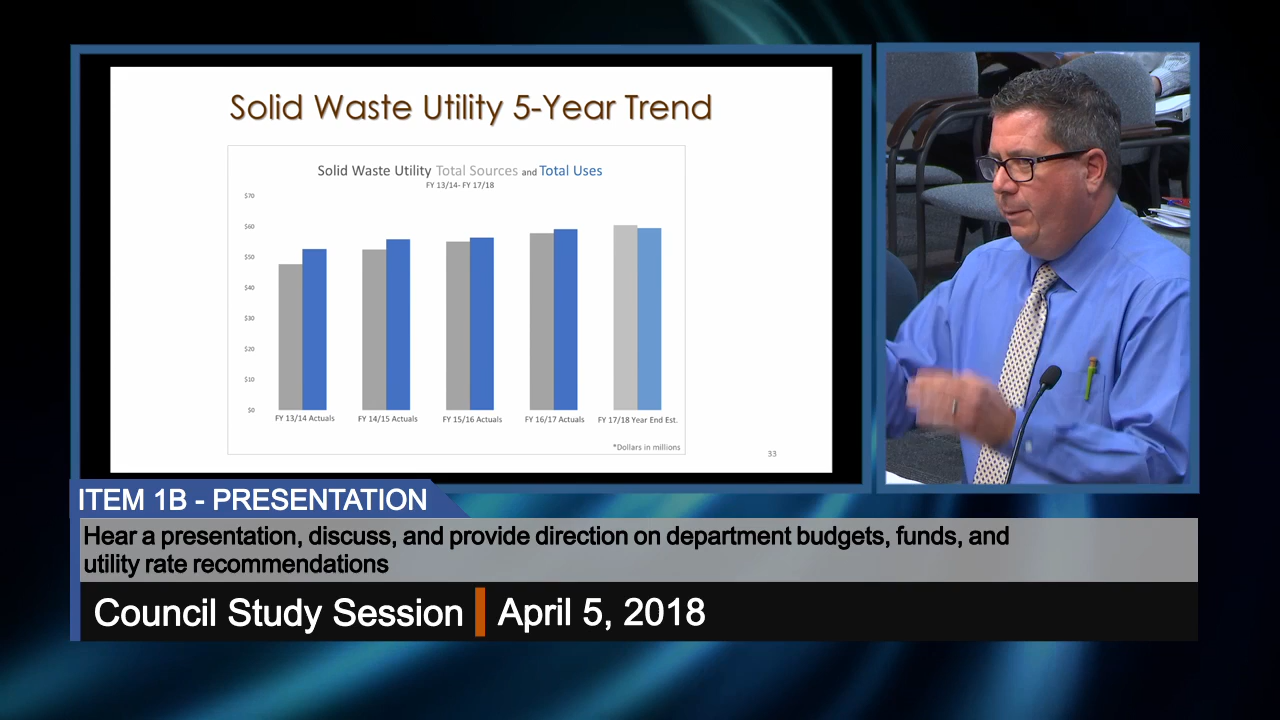 Solid Waste Utility 5-Year Trend
Solid Waste Utility Total Sources and Total Uses
FY 13/14- FY 17/18
$70
$60
$50
$40
$30
$20
$10
$0
FY 13/14 Actuals
FY 14/15 Actuals
FY 15/16 Actuals
FY 16/17 Actuals
FY 17/18 Year End Est.
*Dollars in millions
33
ITEM 1B - PRESENTATION
Hear a presentation, discuss, and provide direction on department budgets, funds, and
utility rate recommendations
Council Study Session
April 5, 2018